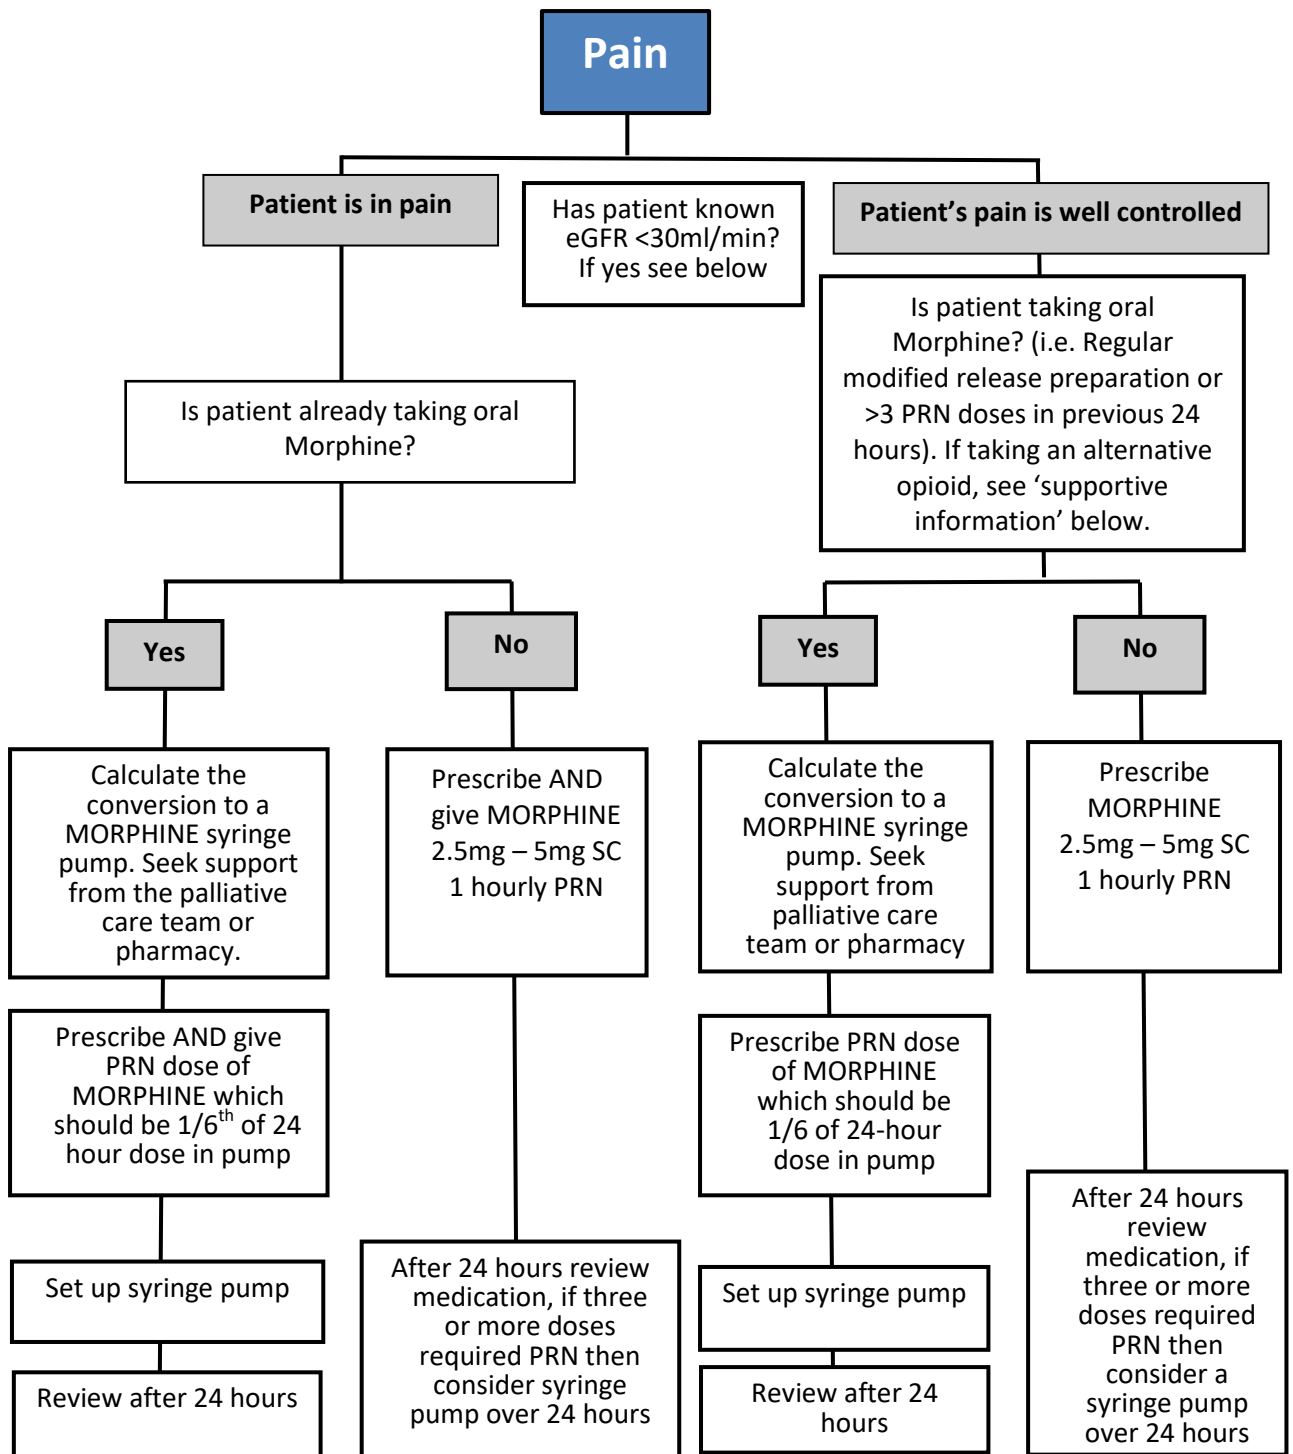 Pain
Patient is in pain
Has patient known
eGFR <30ml/min?
If yes see below
Patient’s pain is well controlled
Is patient already taking oral
Morphine?
Is patient taking oral
Morphine? (i.e. Regular
modified release preparation or
>3 PRN doses in previous 24
hours). If taking an alternative
opioid, see ‘supportive
information’ below.
Yes
No
Yes
No
Calculate the
conversion to a
MORPHINE syringe
pump. Seek support
from the palliative
care team or
pharmacy.
Prescribe AND
give MORPHINE
2.5mg – 5mg SC
1 hourly PRN
Calculate the
conversion to a
MORPHINE syringe
pump. Seek
support from
palliative care
team or pharmacy
Prescribe
MORPHINE
2.5mg – 5mg SC
1 hourly PRN
Prescribe AND give
PRN dose of
MORPHINE which
should be 1/6th of 24
hour dose in pump
Prescribe PRN dose
of MORPHINE
which should be
1/6 of 24-hour
dose in pump
Set up syringe pump
After 24 hours review
medication, if three
or more doses
required PRN then
consider syringe
pump over 24 hours
Set up syringe pump
After 24 hours
review
medication, if
three or more
doses required
PRN then
consider a
syringe pump
over 24 hours
Review after 24 hours
Review after 24
hours